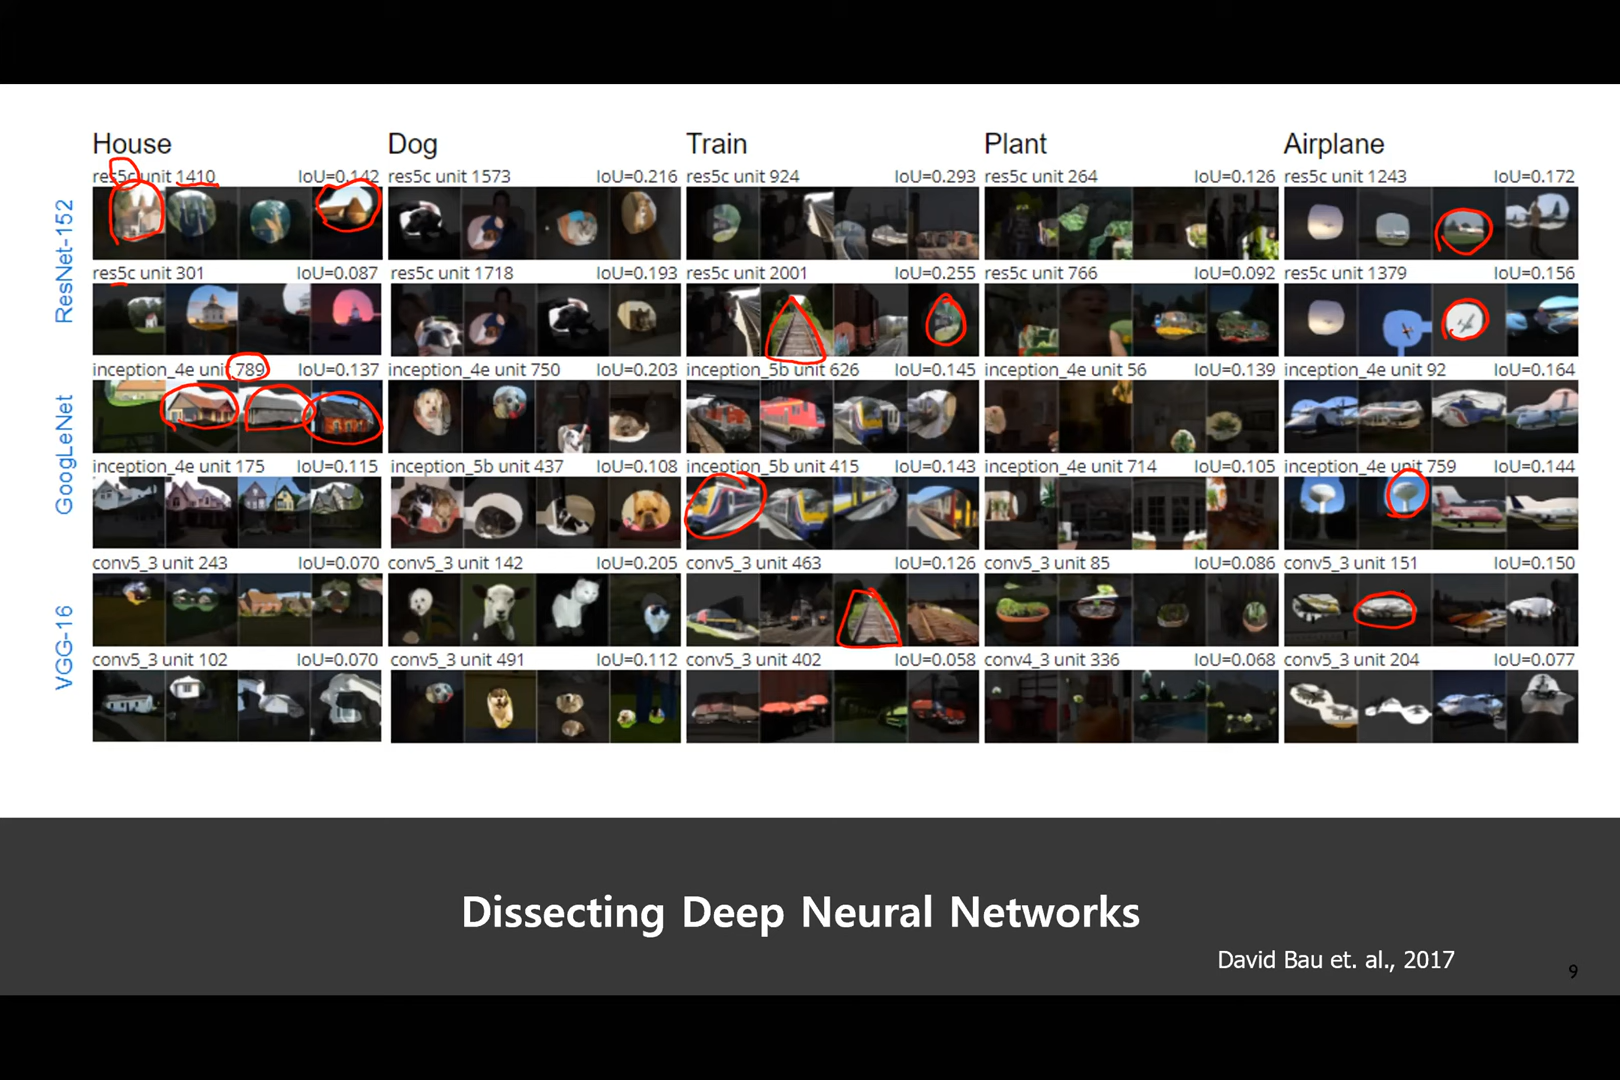 House Dog Train Plant Airplane
ResNet-152
res5c unit 1410 IoU=0.142 res5c unit 1573 IoU=0.216 res5c unit 924 IoU=0.293 res5c unit 264 IoU=0.126 res5c unit 1243 IoU=0.172
res5c unit 301 IoU=0.087 res5c unit 1718 IoU=0.193 res5c unit 2001 IoU=0.255 res5c unit 766 IoU=0.092 res5c unit 1379 IoU=0.156
GoogLeNet
inception_4e unit 789 IoU=0.137 inception_4e unit 750 IoU=0.203 inception_5b unit 626 IoU=0.145 inception_4e unit 56 IoU=0.139 inception_4e unit 92 IoU=0.164
inception_4e unit 175 IoU=0.115 inception_5b unit 437 IoU=0.108 inception_5b unit 415 IoU=0.143 inception_4e unit 714 IoU=0.105 inception_4e unit 759 IoU=0.144
VGG-16
conv5_3 unit 243 IoU=0.070 conv5_3 unit 142 IoU=0.205 conv5_3 unit 463 IoU=0.126 conv5_3 unit 85 IoU=0.086 conv5_3 unit 151 IoU=0.150
conv5_3 unit 102 IoU=0.070 conv5_3 unit 491 IoU=0.112 conv5_3 unit 402 IoU=0.058 conv4_3 unit 336 IoU=0.068 conv5_3 unit 204 IoU=0.077
Dissecting Deep Neural Networks
David Bau et. al., 2017
9